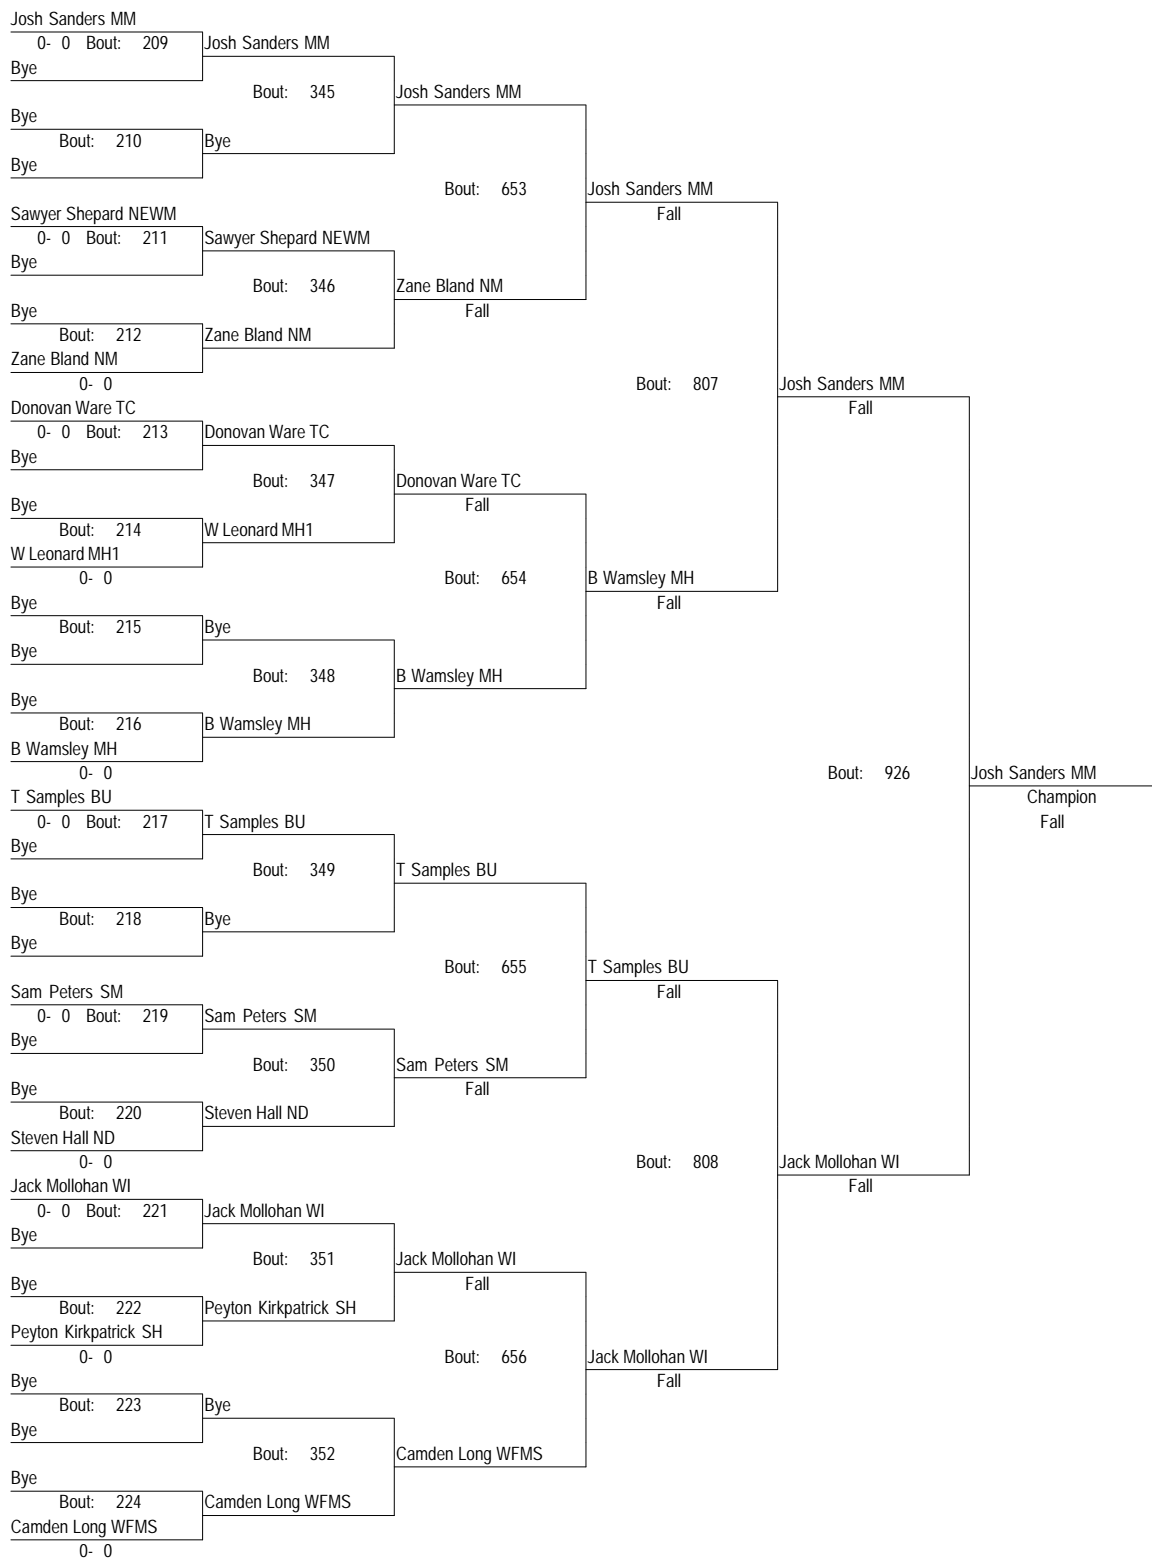 Josh Sanders MM
0- 0 Bout: 209 Josh Sanders MM
Bye
Bout: 345 Josh Sanders MM
Bye
Bout: 210 Bye
Bye
Bout: 653 Josh Sanders MM
Sawyer Shepard NEWM Fall
0- 0 Bout: 211 Sawyer Shepard NEWM
Bye
Bout: 346 Zane Bland NM
Bye Fall
Bout: 212 Zane Bland NM
Zane Bland NM
0- 0 Bout: 807 Josh Sanders MM
Donovan Ware TC Fall
0- 0 Bout: 213 Donovan Ware TC
Bye
Bout: 347 Donovan Ware TC
Bye Fall
Bout: 214 W Leonard MH1
W Leonard MH1
0- 0 Bout: 654 B Wamsley MH
Bye Fall
Bout: 215 Bye
Bye
Bout: 348 B Wamsley MH
Bye
Bout: 216 B Wamsley MH
B Wamsley MH
0- 0 Bout: 926 Josh Sanders MM
T Samples BU Champion
0- 0 Bout: 217 T Samples BU Fall
Bye
Bout: 349 T Samples BU
Bye
Bout: 218 Bye
Bye
Bout: 655 T Samples BU
Sam Peters SM Fall
0- 0 Bout: 219 Sam Peters SM
Bye
Bout: 350 Sam Peters SM
Bye Fall
Bout: 220 Steven Hall ND
Steven Hall ND
0- 0 Bout: 808 Jack Mollohan WI
Jack Mollohan WI Fall
0- 0 Bout: 221 Jack Mollohan WI
Bye
Bout: 351 Jack Mollohan WI
Bye Fall
Bout: 222 Peyton Kirkpatrick SH
Peyton Kirkpatrick SH
0- 0 Bout: 656 Jack Mollohan WI
Bye Fall
Bout: 223 Bye
Bye
Bout: 352 Camden Long WFMS
Bye
Bout: 224 Camden Long WFMS
Camden Long WFMS
0- 0